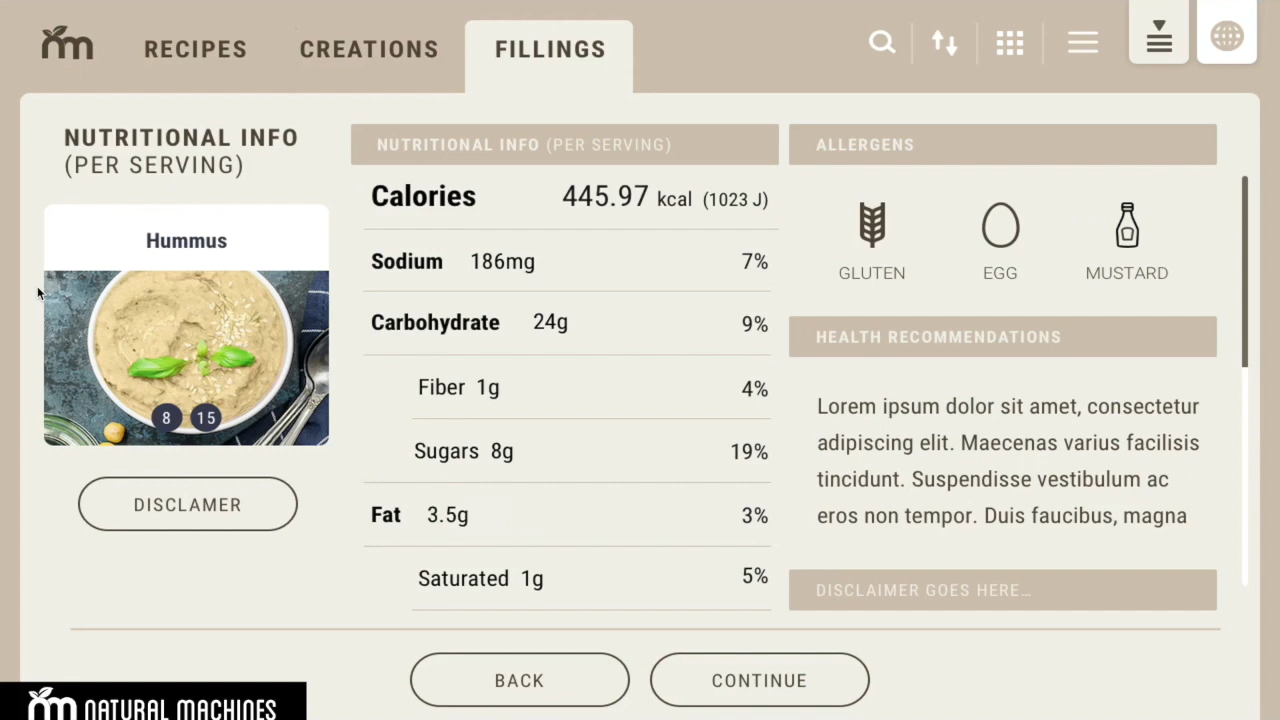 nm
RECIPES
CREATIONS
FILLINGS
NUTRITIONAL INFO
(PER SERVING)
Hummus
8 15
DISCLAMER
NUTRITIONAL INFO (PER SERVING)
Calories 445.97 kcal (1023 J)
Sodium 186mg 7%
Carbohydrate 24g 9%
Fiber 1g 4%
Sugars 8g 19%
Fat 3.5g 3%
Saturated 1g 5%
ALLERGENS
GLUTEN EGG MUSTARD
HEALTH RECOMMENDATIONS
Lorem ipsum dolor sit amet, consectetur
adipiscing elit. Maecenas varius facilisis
tincidunt. Suspendisse vestibulum ac
eros non tempor. Duis faucibus, magna
DISCLAIMER GOES HERE…
BACK
CONTINUE
nm NATURAL MACHINES